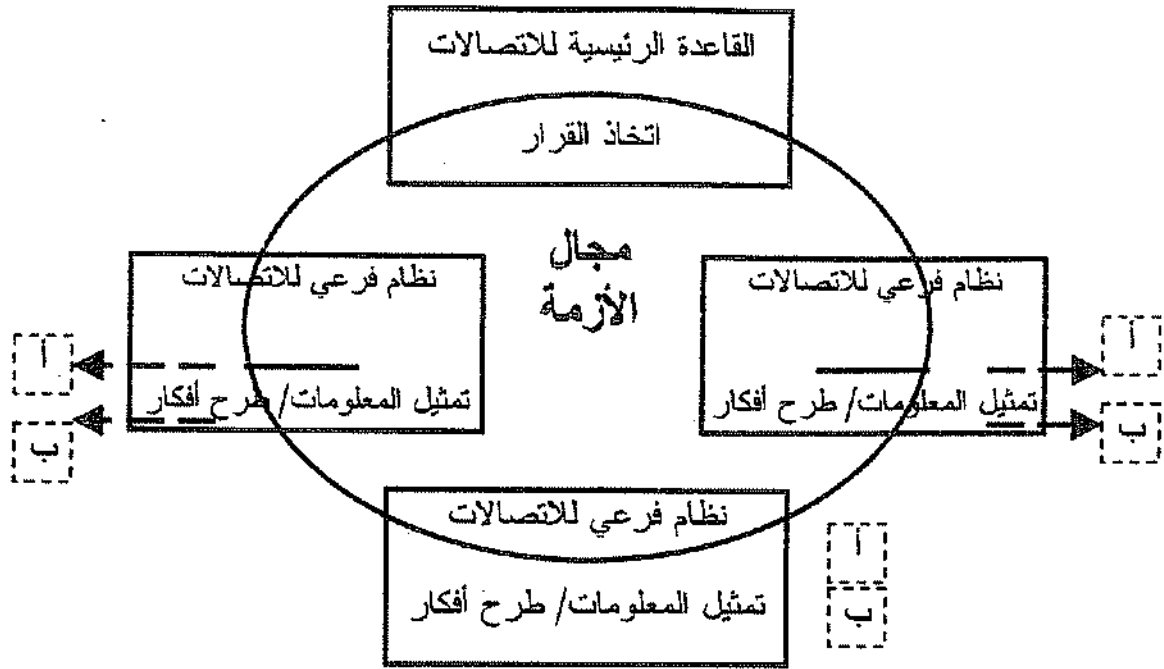 القاعدة الرئيسية للاتصالات
اتخاذ القرار
مجال
الأزمة
نظام فرعي للاتصالات
تمثيل المعلومات/ طرح أفكار
أ
ب
نظام فرعي للاتصالات
تمثيل المعلومات/ طرح أفكار
أ
ب
نظام فرعي للاتصالات
تمثيل المعلومات/ طرح أفكار
أ
ب